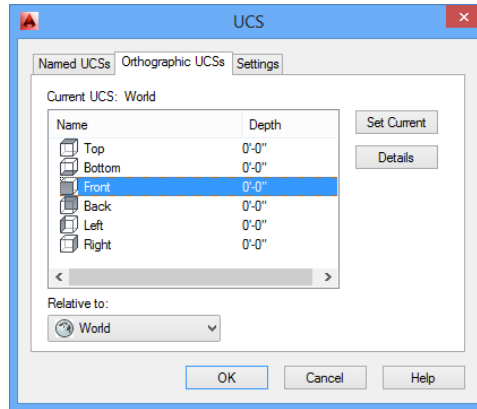 UCS
Named UCSs Orthographic UCSs Settings
Current UCS: World
Name Depth
Top 0'-0"
Bottom 0'-0"
Front 0'-0"
Back 0'-0"
Left 0'-0"
Right 0'-0"
Set Current
Details
Relative to:
World
OK Cancel Help